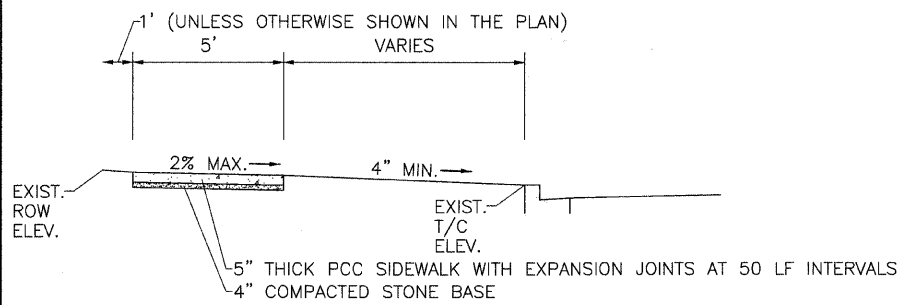 1' (UNLESS OTHERWISE SHOWN IN THE PLAN)
5' VARIES
2% MAX. 4" MIN.
EXIST.
ROW
ELEV.
EXIST.
T/C
ELEV.
5" THICK PCC SIDEWALK WITH EXPANSION JOINTS AT 50 LF INTERVALS
4" COMPACTED STONE BASE